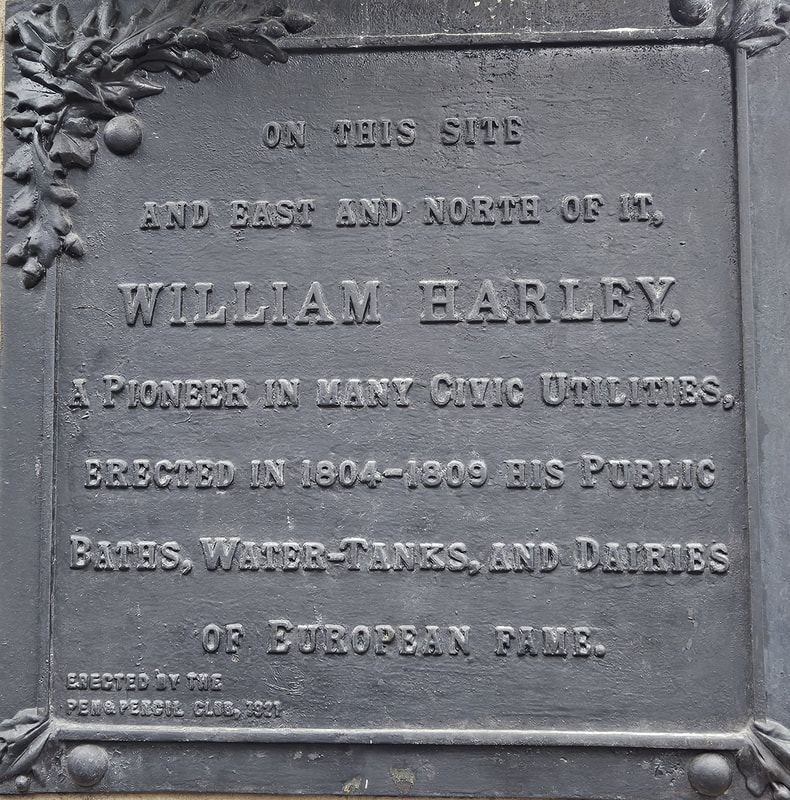 ON THIS SITE
AND EAST AND NORTH OF IT,
WILLIAM HARLEY,
A PIONEER IN MANY CIVIC UTILITIES,
ERECTED IN 1804-1809 HIS PUBLIC
BATHS, WATER-TANKS, AND DAIRIES
OF EUROPEAN FAME.
ERECTED BY THE
PEN & PENCIL CLUB,